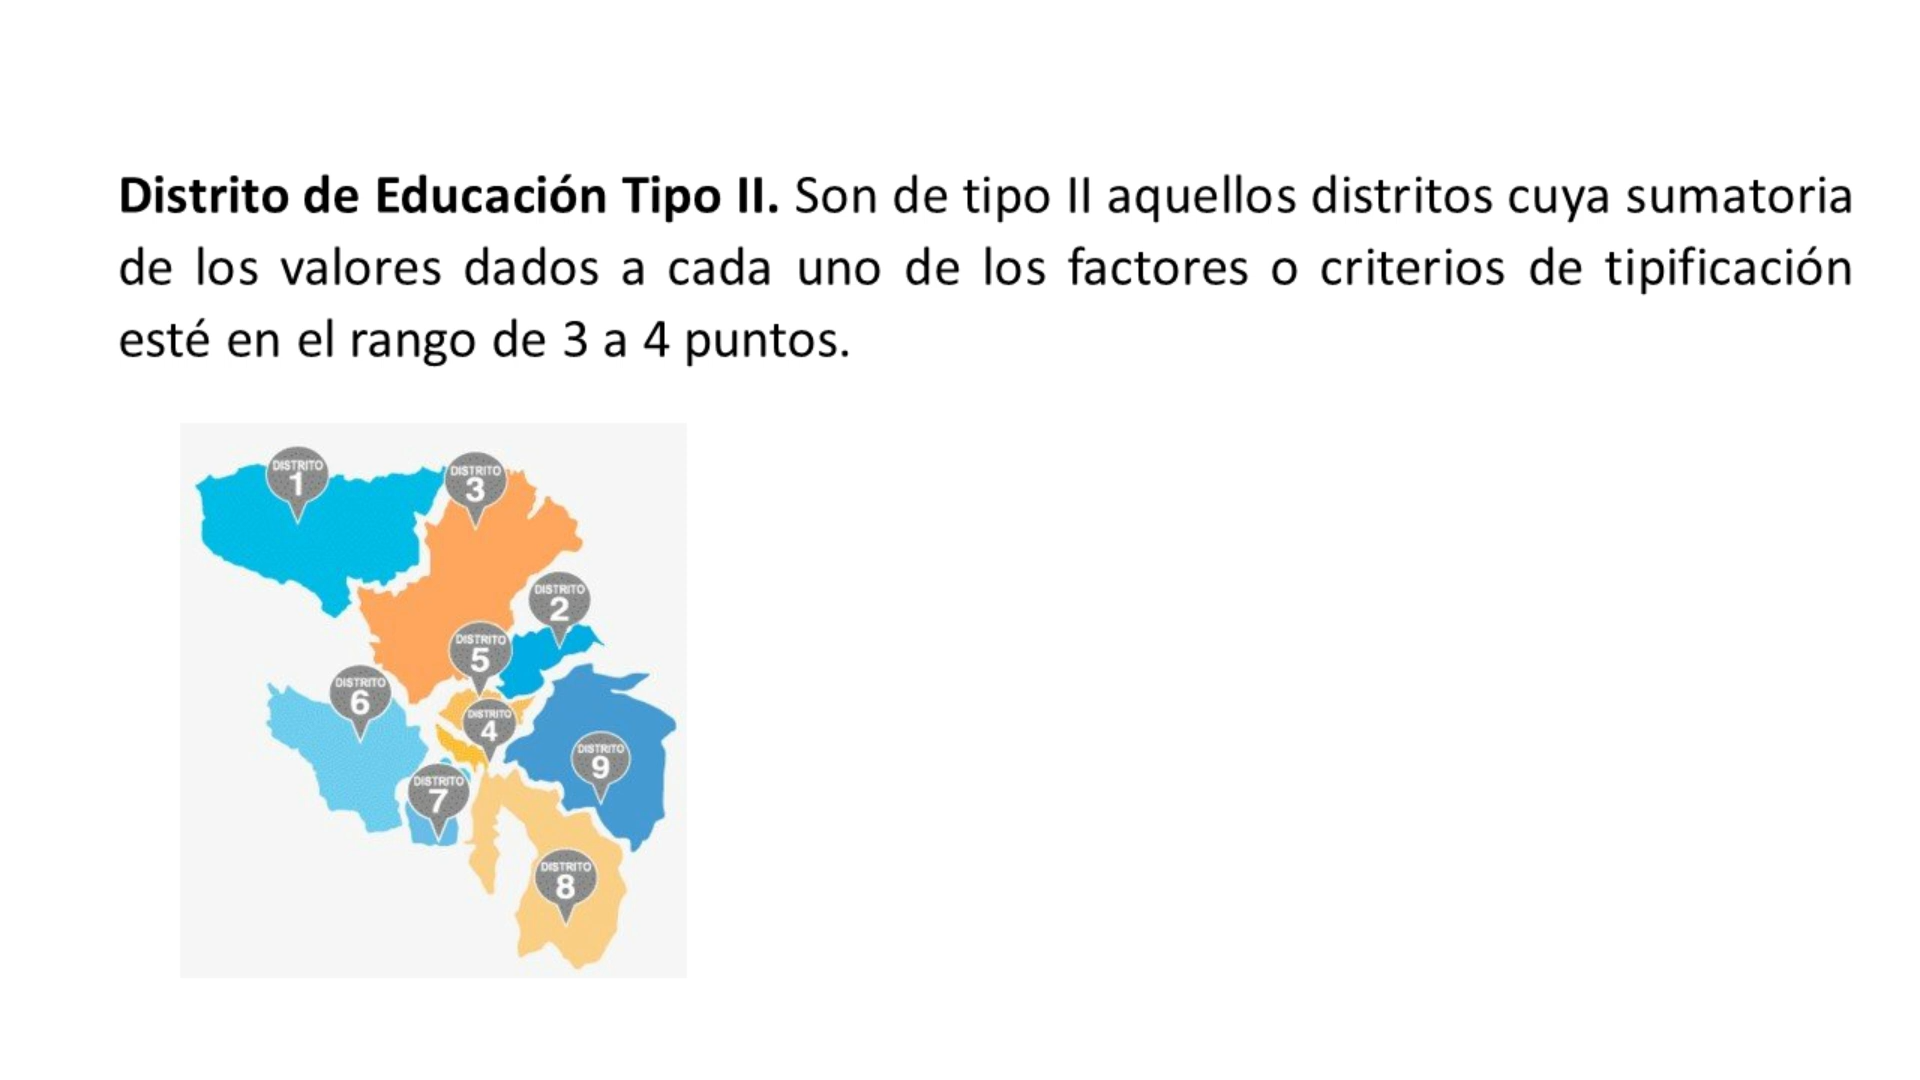 Distrito de Educación Tipo II. Son de tipo II aquellos distritos cuya sumatoria
de los valores dados a cada uno de los factores o criterios de tipificación
esté en el rango de 3 a 4 puntos.
DISTRITO
1
DISTRITO
3
DISTRITO
2
DISTRITO
5
DISTRITO
6
DISTRITO
4
DISTRITO
9
DISTRITO
7
DISTRITO
8